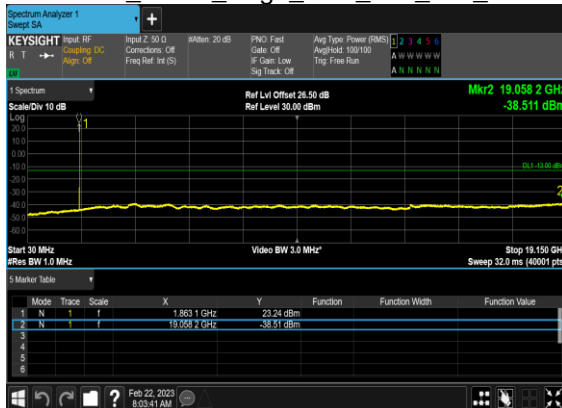 Spectrum Analyzer 1
Swept SA
+
KEYSIGHT
R T
LXI
Input: RF
Coupling: DC
Align: Off
Input Z: 50 Ω
Corrections: Off
Freq Ref: Int (S)
#Atten: 20 dB
PNO: Fast
Gate: Off
IF Gain: Low
Sig Track: Off
Avg Type: Power (RMS)
Avg|Hold: 100/100
Trig: Free Run
1 2 3 4 5 6
A W W W W W
A N N N N N
1 Spectrum
Scale/Div 10 dB
Ref Lvl Offset 26.50 dB
Ref Level 30.00 dBm
Mkr2 19.058 2 GHz
-38.511 dBm
Log
20.0
10.0
0.00
-10.0
-20.0
-30.0
-40.0
-50.0
-60.0
1
DL1 -13.00 dBm
2
Start 30 MHz
#Res BW 1.0 MHz
Video BW 3.0 MHz*
Stop 19.150 GHz
Sweep 32.0 ms (40001 pts)
5 Marker Table
Mode Trace Scale X Y Function Function Width Function Value
1 N 1 f 1.863 1 GHz 23.24 dBm
2 N 1 f 19.058 2 GHz -38.51 dBm
3
4
5
6
?
Feb 22, 2023
8:03:41 AM